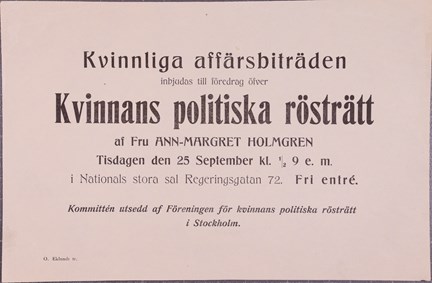 Kvinnliga affärsbiträden
inbjudas till föredrag öfver
Kvinnans politiska rösträtt
af Fru ANN-MARGRET HOLMGREN
Tisdagen den 25 September kl. ½ 9 e. m.
i Nationals stora sal Regeringsgatan 72. Fri entré.
Kommittén utsedd af Föreningen för kvinnans politiska rösträtt
i Stockholm.